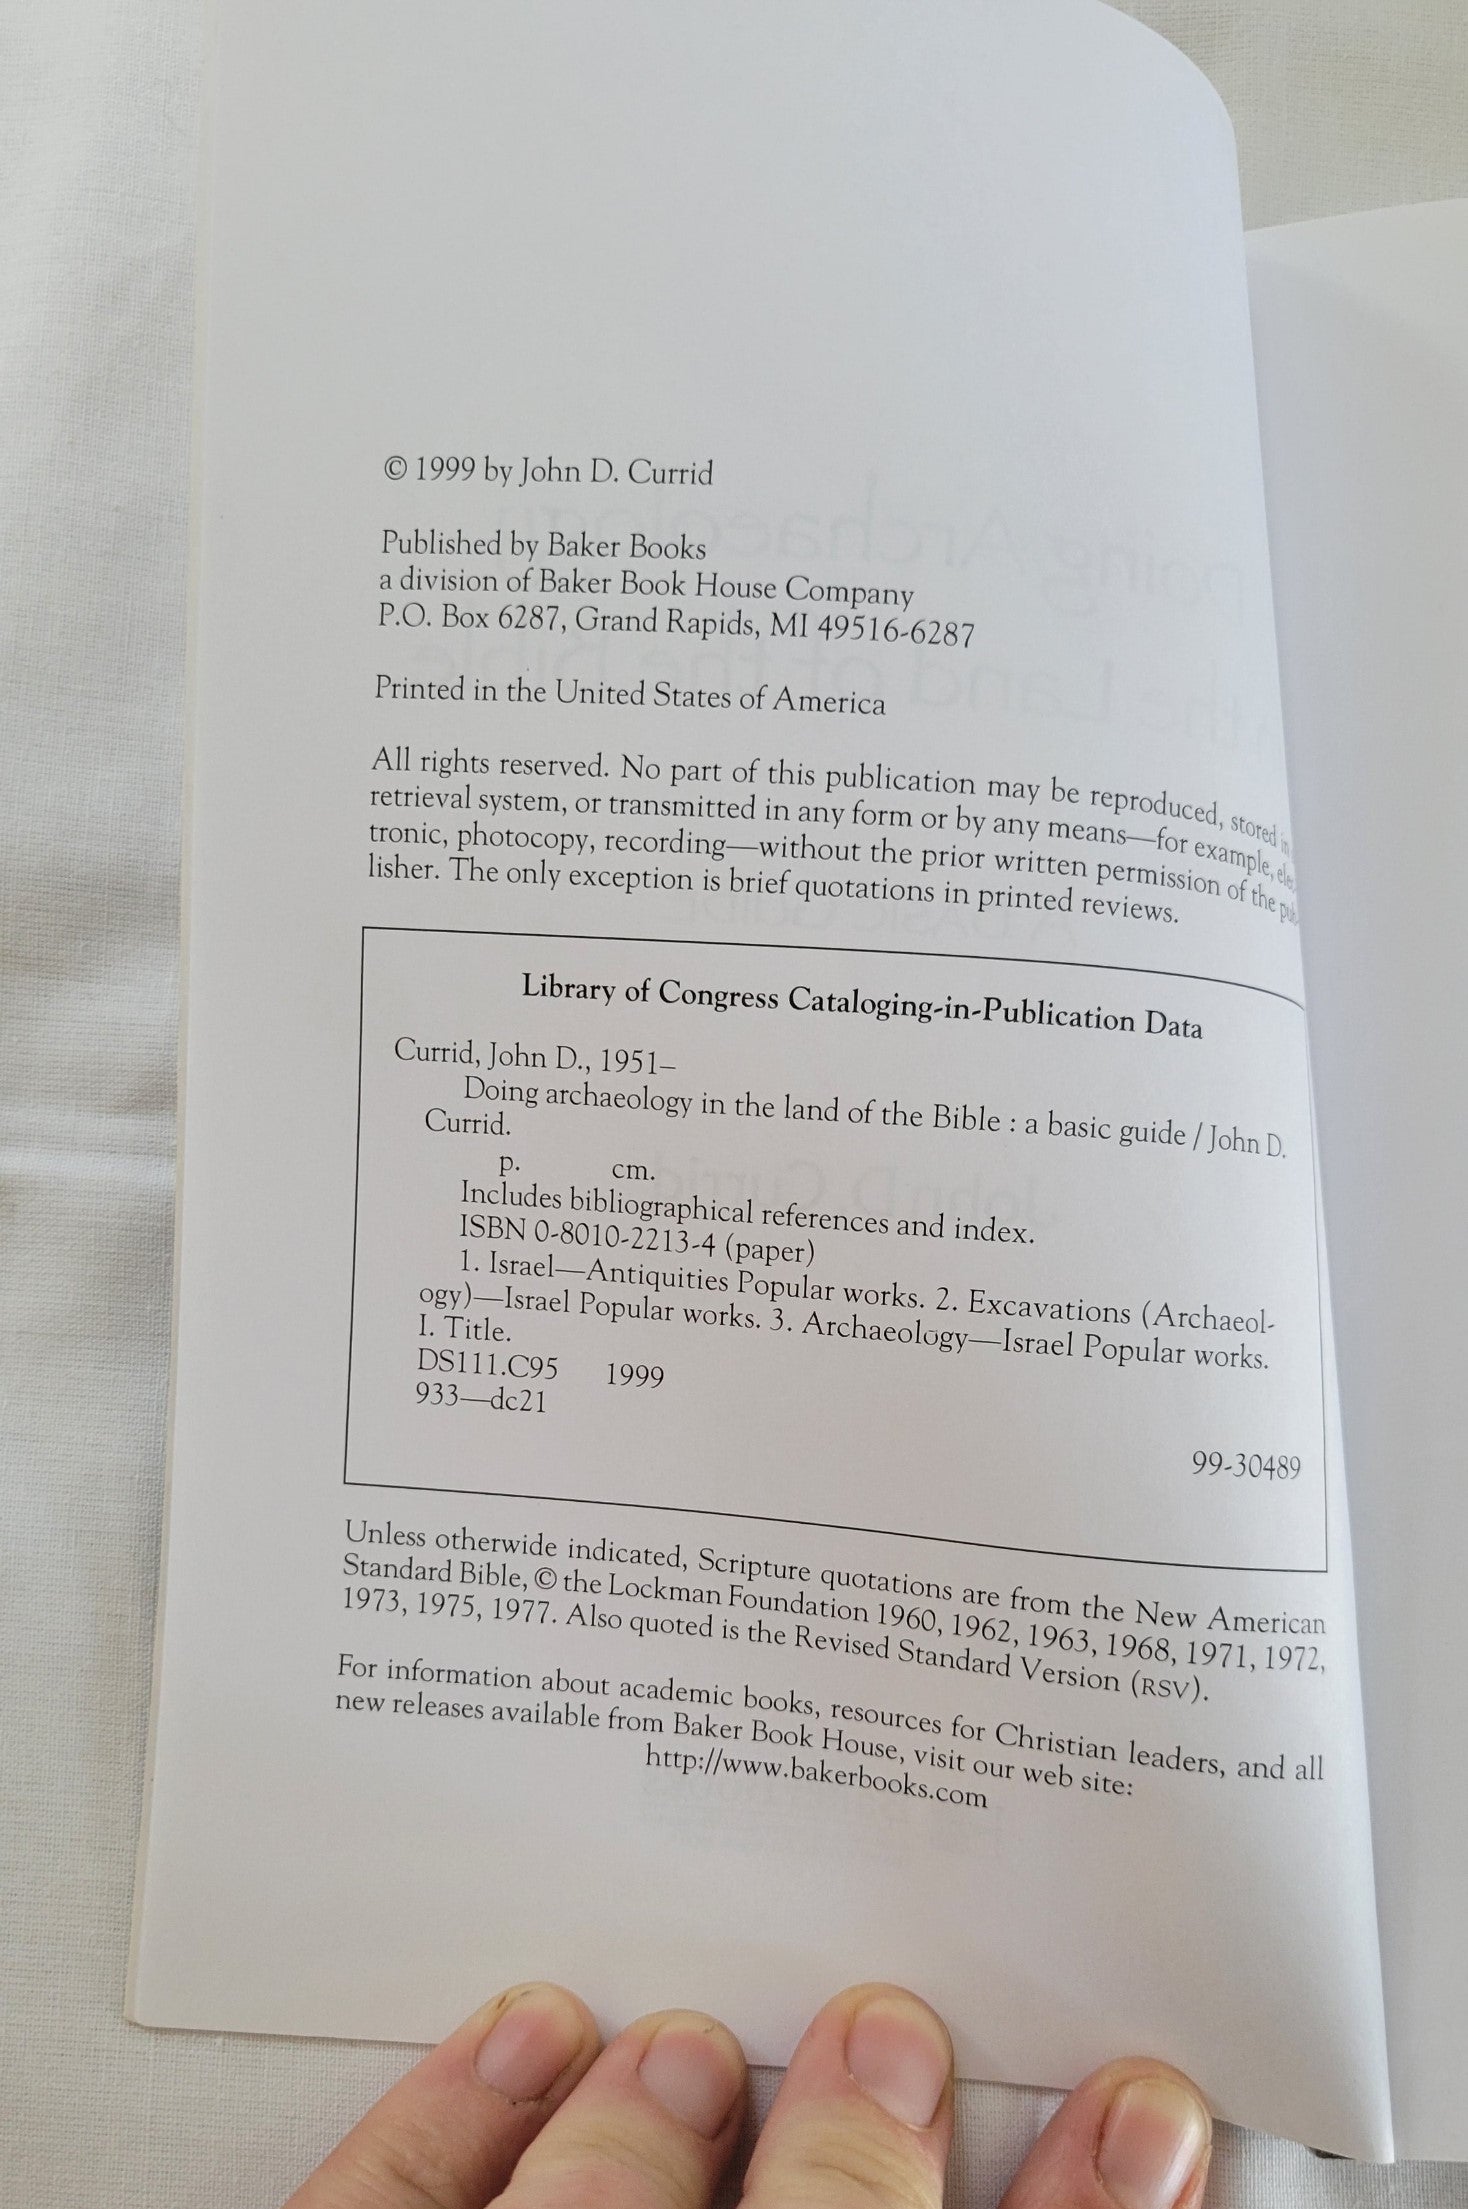 © 1999 by John D. Currid
Published by Baker Books
a division of Baker Book House Company
P.O. Box 6287, Grand Rapids, MI 49516-6287
Printed in the United States of America
All rights reserved. No part of this publication may be reproduced, stored in
retrieval system, or transmitted in any form or by any means—for example,
tronic, photocopy, recording—without the prior written permission of the
lisher. The only exception is brief quotations in printed reviews.
Library of Congress Cataloging-in-Publication Data
Currid, John D., 1951–
Doing archaeology in the land of the Bible : a basic guide / John D.
Currid.
p. cm.
Includes bibliographical references and index.
ISBN 0-8010-2213-4 (paper)
1. Israel—Antiquities Popular works. 2. Excavations (Archaeol-
ogy)—Israel Popular works. 3. Archaeology—Israel Popular works.
I. Title.
DS111.C95 1999
933—dc21
99-30489
Unless otherwide indicated, Scripture quotations are from the New American
Standard Bible, © the Lockman Foundation 1960, 1962, 1963, 1968, 1971, 1972,
1973, 1975, 1977. Also quoted is the Revised Standard Version (RSV).
For information about academic books, resources for Christian leaders, and all
new releases available from Baker Book House, visit our web site:
http://www.bakerbooks.com